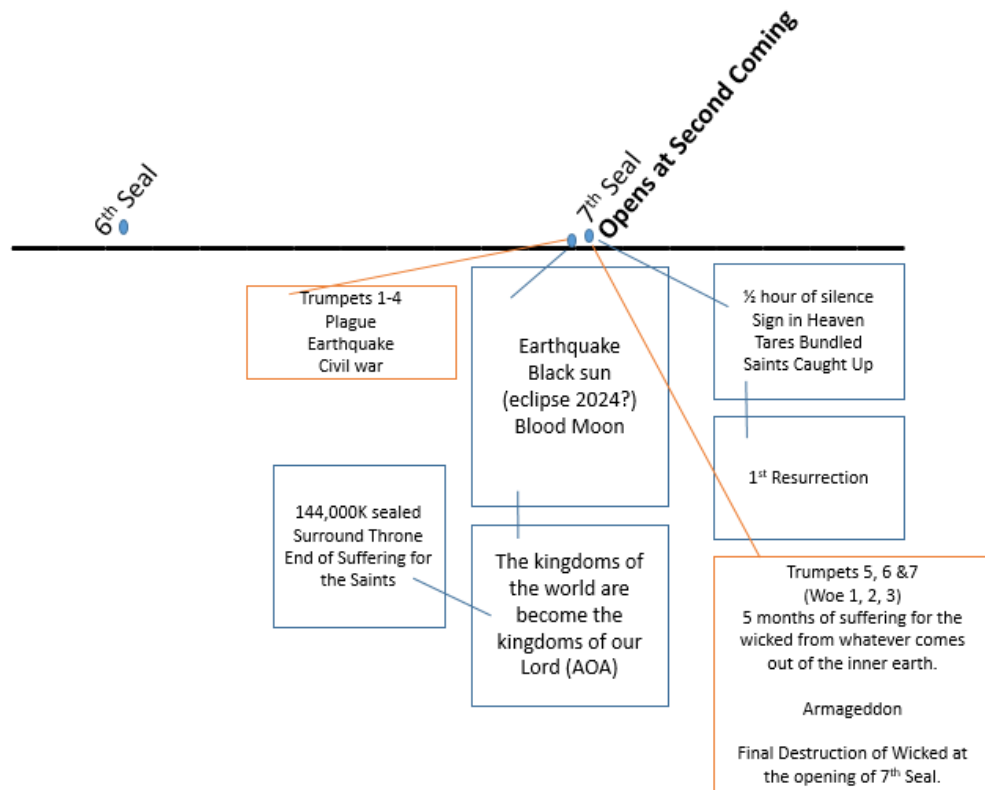 6th Seal
7th Seal
Opens at Second Coming
Trumpets 1-4
Plague
Earthquake
Civil war
Earthquake
Black sun
(eclipse 2024?)
Blood Moon
½ hour of silence
Sign in Heaven
Tares Bundled
Saints Caught Up
1st Resurrection
144,000K sealed
Surround Throne
End of Suffering for
the Saints
The kingdoms of
the world are
become the
kingdoms of our
Lord (AOA)
Trumpets 5, 6 &7
(Woe 1, 2, 3)
5 months of suffering for the
wicked from whatever comes
out of the inner earth.
Armageddon
Final Destruction of Wicked at
the opening of 7th Seal.